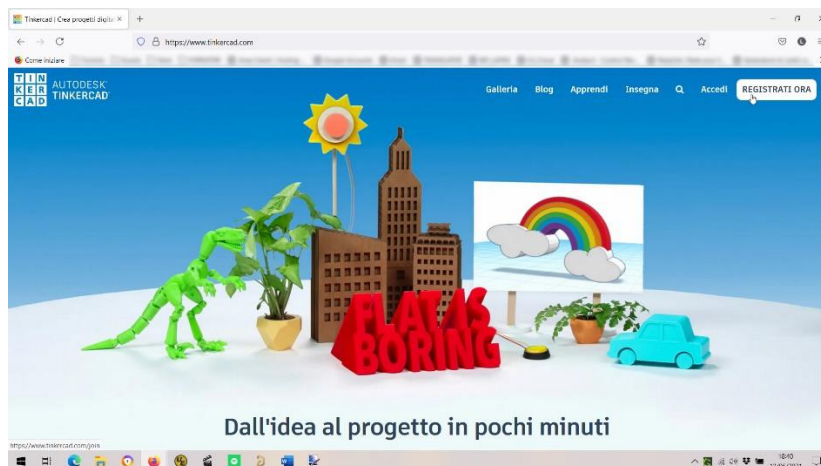 Tinkercad | Crea progetti digita
https://www.tinkercad.com
Come iniziare
TIN
KER
CAD
AUTODESK
TINKERCAD
Galleria Blog Apprendi Insegna Accedi REGISTRATI ORA
FLAT AS
BORING
Dall'idea al progetto in pochi minuti
https://www.tinkercad.com/join
18:40